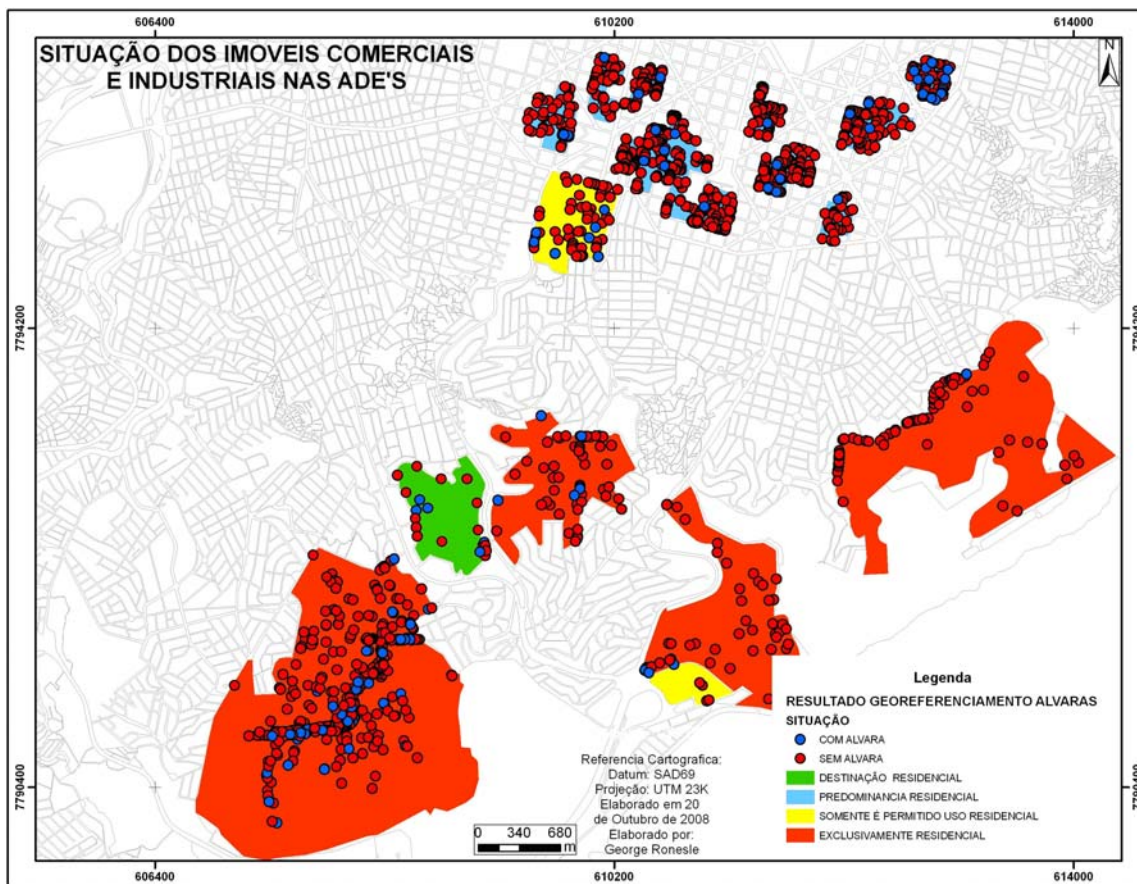 606400
610200
614000
SITUAÇÃO DOS IMOVEIS COMERCIAIS
E INDUSTRIAIS NAS ADE'S
N
7794200
7794200
Legenda
RESULTADO GEOREFERENCIAMENTO ALVARAS
SITUAÇÃO
COM ALVARA
SEM ALVARA
DESTINAÇÃO RESIDENCIAL
PREDOMINANCIA RESIDENCIAL
SOMENTE É PERMITIDO USO RESIDENCIAL
EXCLUSIVAMENTE RESIDENCIAL
Referencia Cartografica:
Datum: SAD69
Projeção: UTM 23K
Elaborado em 20
de Outubro de 2008
Elaborado por:
George Ronesle
0 340 680
m
7790400
7790400
606400
610200
614000